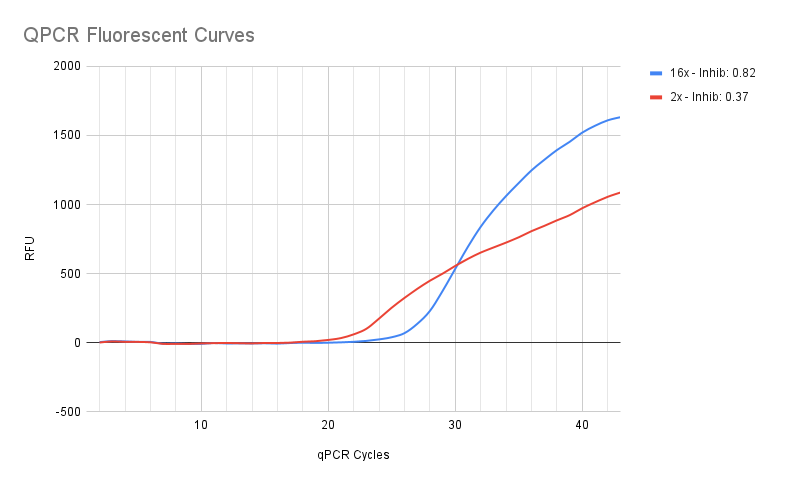 QPCR Fluorescent Curves
2000
1500
1000
500
0
-500
RFU
10
20
30
40
qPCR Cycles
16x - Inhib: 0.82
2x - Inhib: 0.37